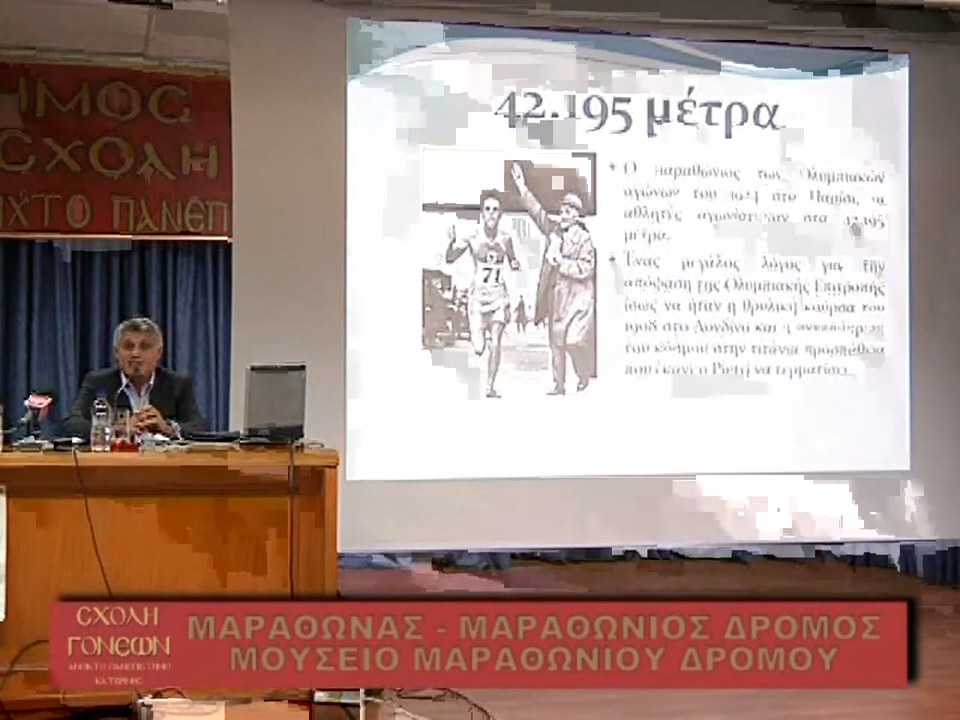 ΗΜΟΣ
ΣΧΟΛΗ
ΠΑΝΕΠ
42.195 μέτρα
• Ο μαραθώνιος των Ολυμπιακών
αγώνων του 1924 στο Παρίσι, οι
αθλητές αγωνίστηκαν στα 42.195
μέτρα.
• Ένας μεγάλος λόγος για την
απόφαση της Ολυμπιακής Επιτροπής
ίσως να ήταν η θρυλική κούρσα του
1908 στο Λονδίνο και η
του κόσμου στην τιτάνια προσπάθεια
που έκανε ο να τερματίσει.
71
ΣΧΟΛΗ
ΓΟΝΕΩΝ
ΑΝΟΙΚΤΟ ΠΑΝΕΠΙΣΤΗΜΙΟ
ΚΑΤΕΡΙΝΗΣ
ΜΑΡΑΘΩΝΑΣ - ΜΑΡΑΘΩΝΙΟΣ ΔΡΟΜΟΣ
ΜΟΥΣΕΙΟ ΜΑΡΑΘΩΝΙΟΥ ΔΡΟΜΟΥ